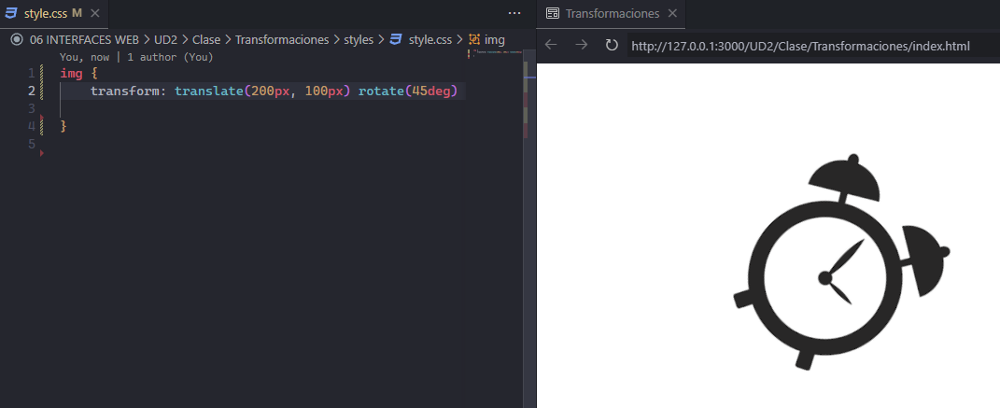 style.css M
Transformaciones
06 INTERFACES WEB > UD2 > Clase > Transformaciones > styles > style.css > img
http://127.0.0.1:3000/UD2/Clase/Transformaciones/index.html
You, now | 1 author (You)
1 img {
2 transform: translate(200px, 100px) rotate(45deg)
3
4 }
5